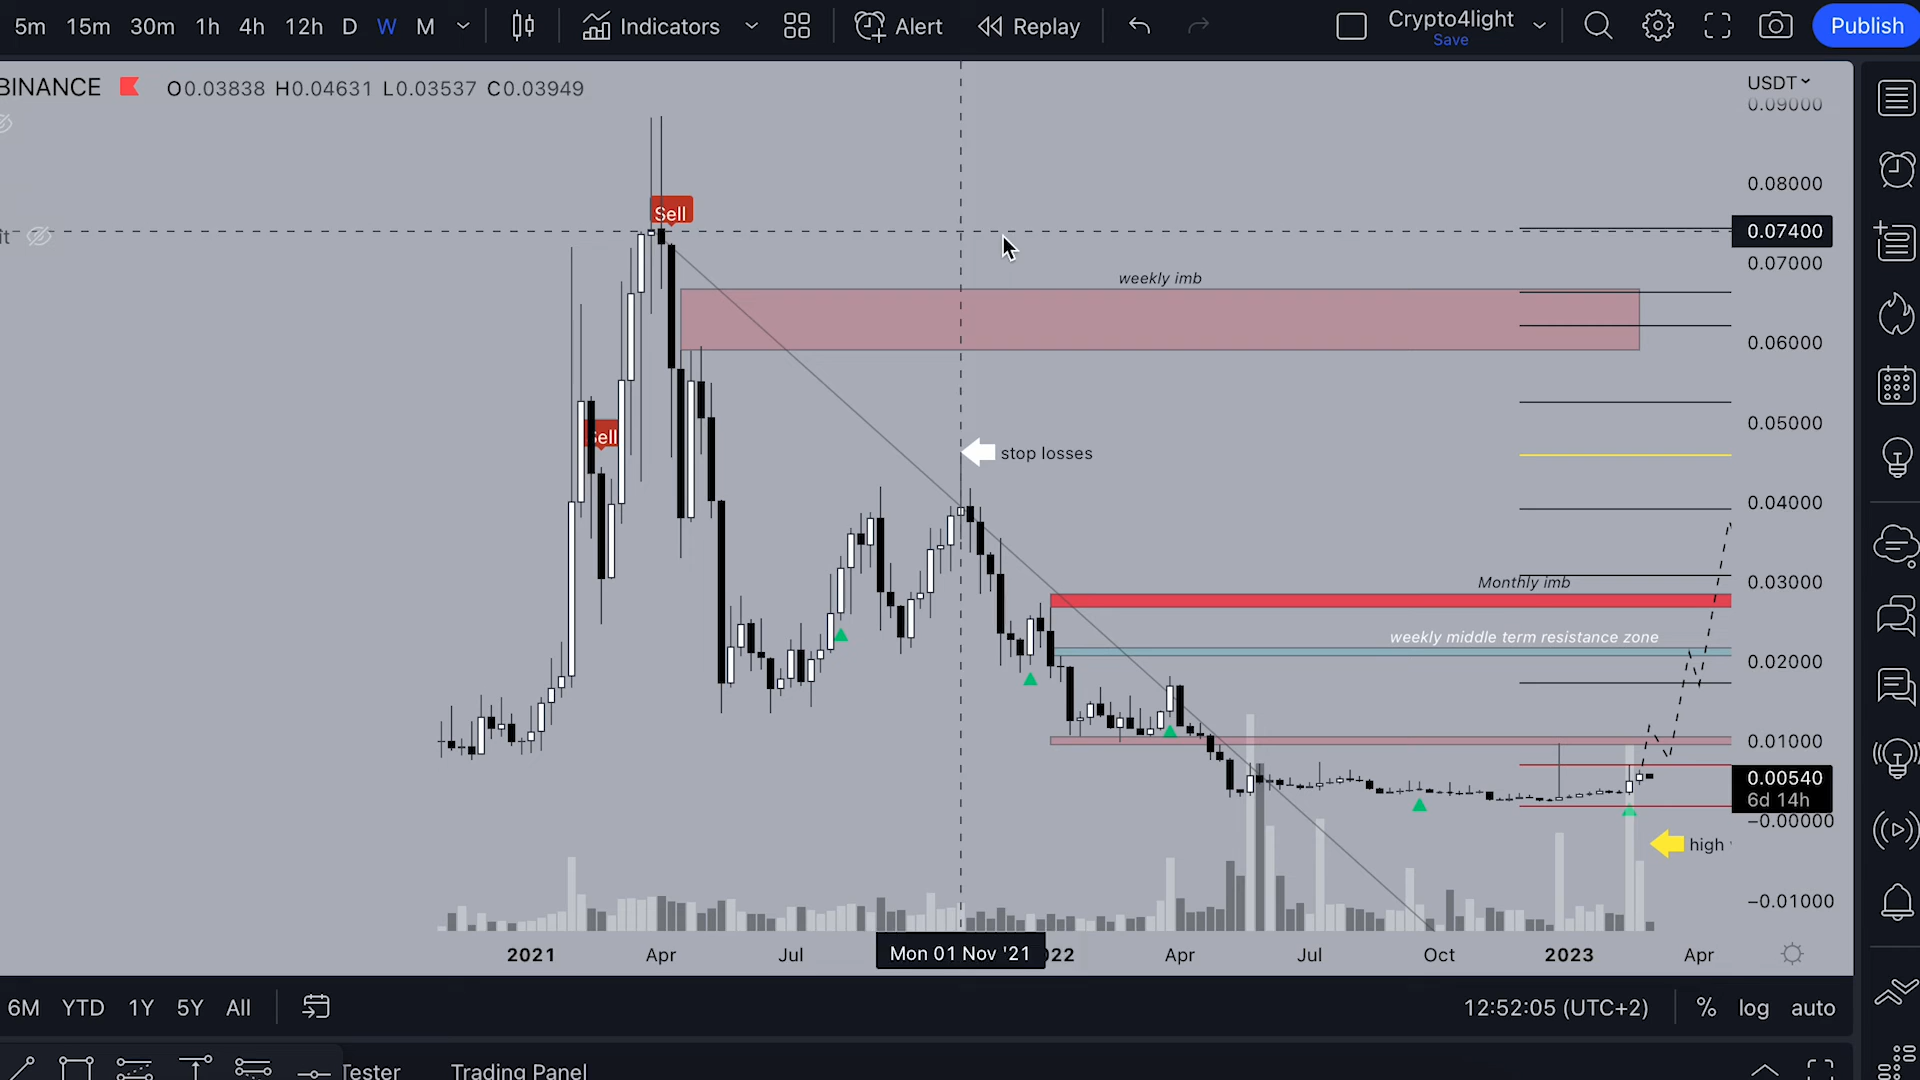 5m 15m 30m 1h 4h 12h D W M Indicators Alert Replay Crypto4light Publish
Save
BINANCE O0.03838 H0.04631 L0.03537 C0.03949
USDT
0.09000
0.08000
Sell
it
0.07400
0.07000
weekly imb
0.06000
0.05000
Sell
stop losses
0.04000
Monthly imb
0.03000
weekly middle term resistance zone
0.02000
0.01000
0.00540
6d 14h
−0.00000
high
−0.01000
2021 Apr Jul Mon 01 Nov '21 022 Apr Jul Oct 2023 Apr
6M YTD 1Y 5Y All 12:52:05 (UTC+2) % log auto
Tester Trading Panel